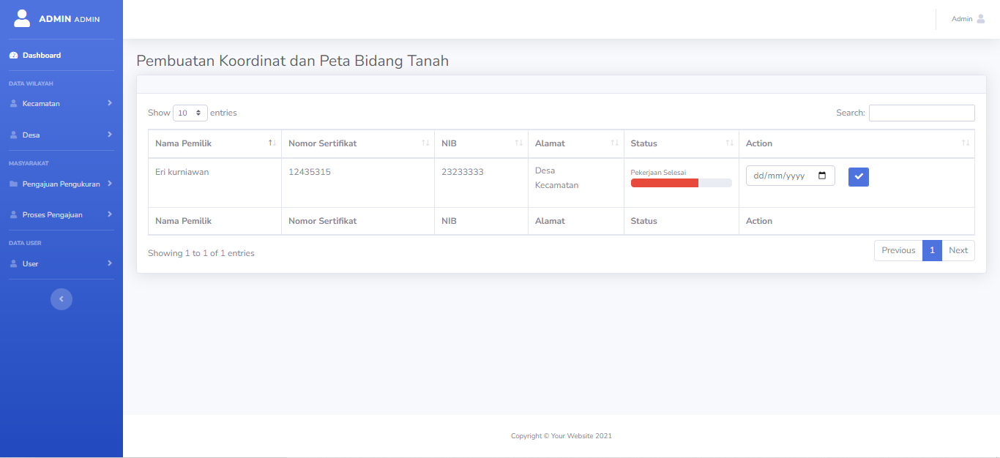 ADMIN ADMIN
Admin
Dashboard
DATA WILAYAH
Kecamatan
Desa
MASYARAKAT
Pengajuan Pengukuran
Proses Pengajuan
DATA USER
User
Pembuatan Koordinat dan Peta Bidang Tanah
Show 10 entries
Search:
Nama Pemilik Nomor Sertifikat NIB Alamat Status Action
Eri kurniawan 12435315 23233333 Desa Pekerjaan Selesai dd/mm/yyyy
Kecamatan
Nama Pemilik Nomor Sertifikat NIB Alamat Status Action
Showing 1 to 1 of 1 entries
Previous 1 Next
Copyright © Your Website 2021